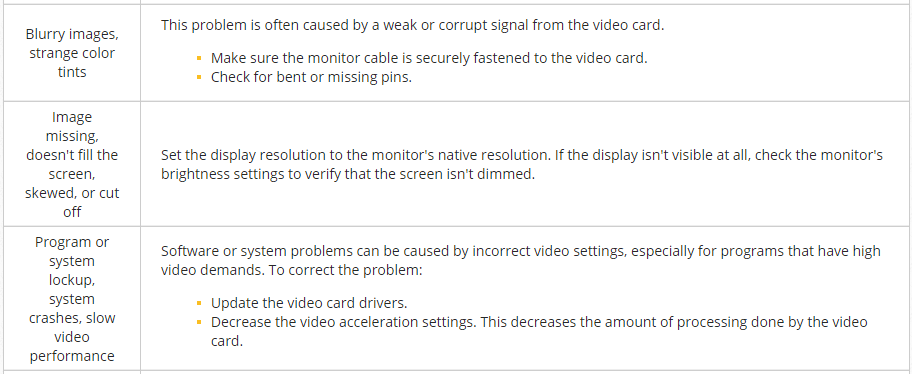 Blurry images,
strange color
tints
This problem is often caused by a weak or corrupt signal from the video card.
Make sure the monitor cable is securely fastened to the video card.
Check for bent or missing pins.
Image
missing,
doesn't fill the
screen,
skewed, or cut
off
Set the display resolution to the monitor's native resolution. If the display isn't visible at all, check the monitor's
brightness settings to verify that the screen isn't dimmed.
Program or
system
lockup,
system
crashes, slow
video
performance
Software or system problems can be caused by incorrect video settings, especially for programs that have high
video demands. To correct the problem:
Update the video card drivers.
Decrease the video acceleration settings. This decreases the amount of processing done by the video
card.